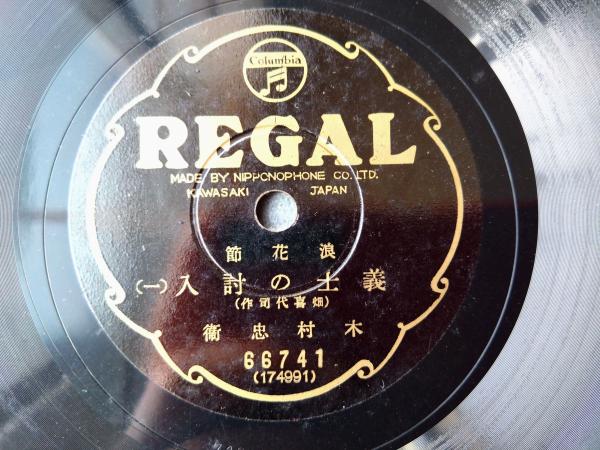 Columbia
REGAL
MADE BY NIPPONOPHONE CO. LTD.
KAWASAKI JAPAN
浪花節
義士の討入(一)
(畑喜代司作)
木村忠衛
66741
(174991)